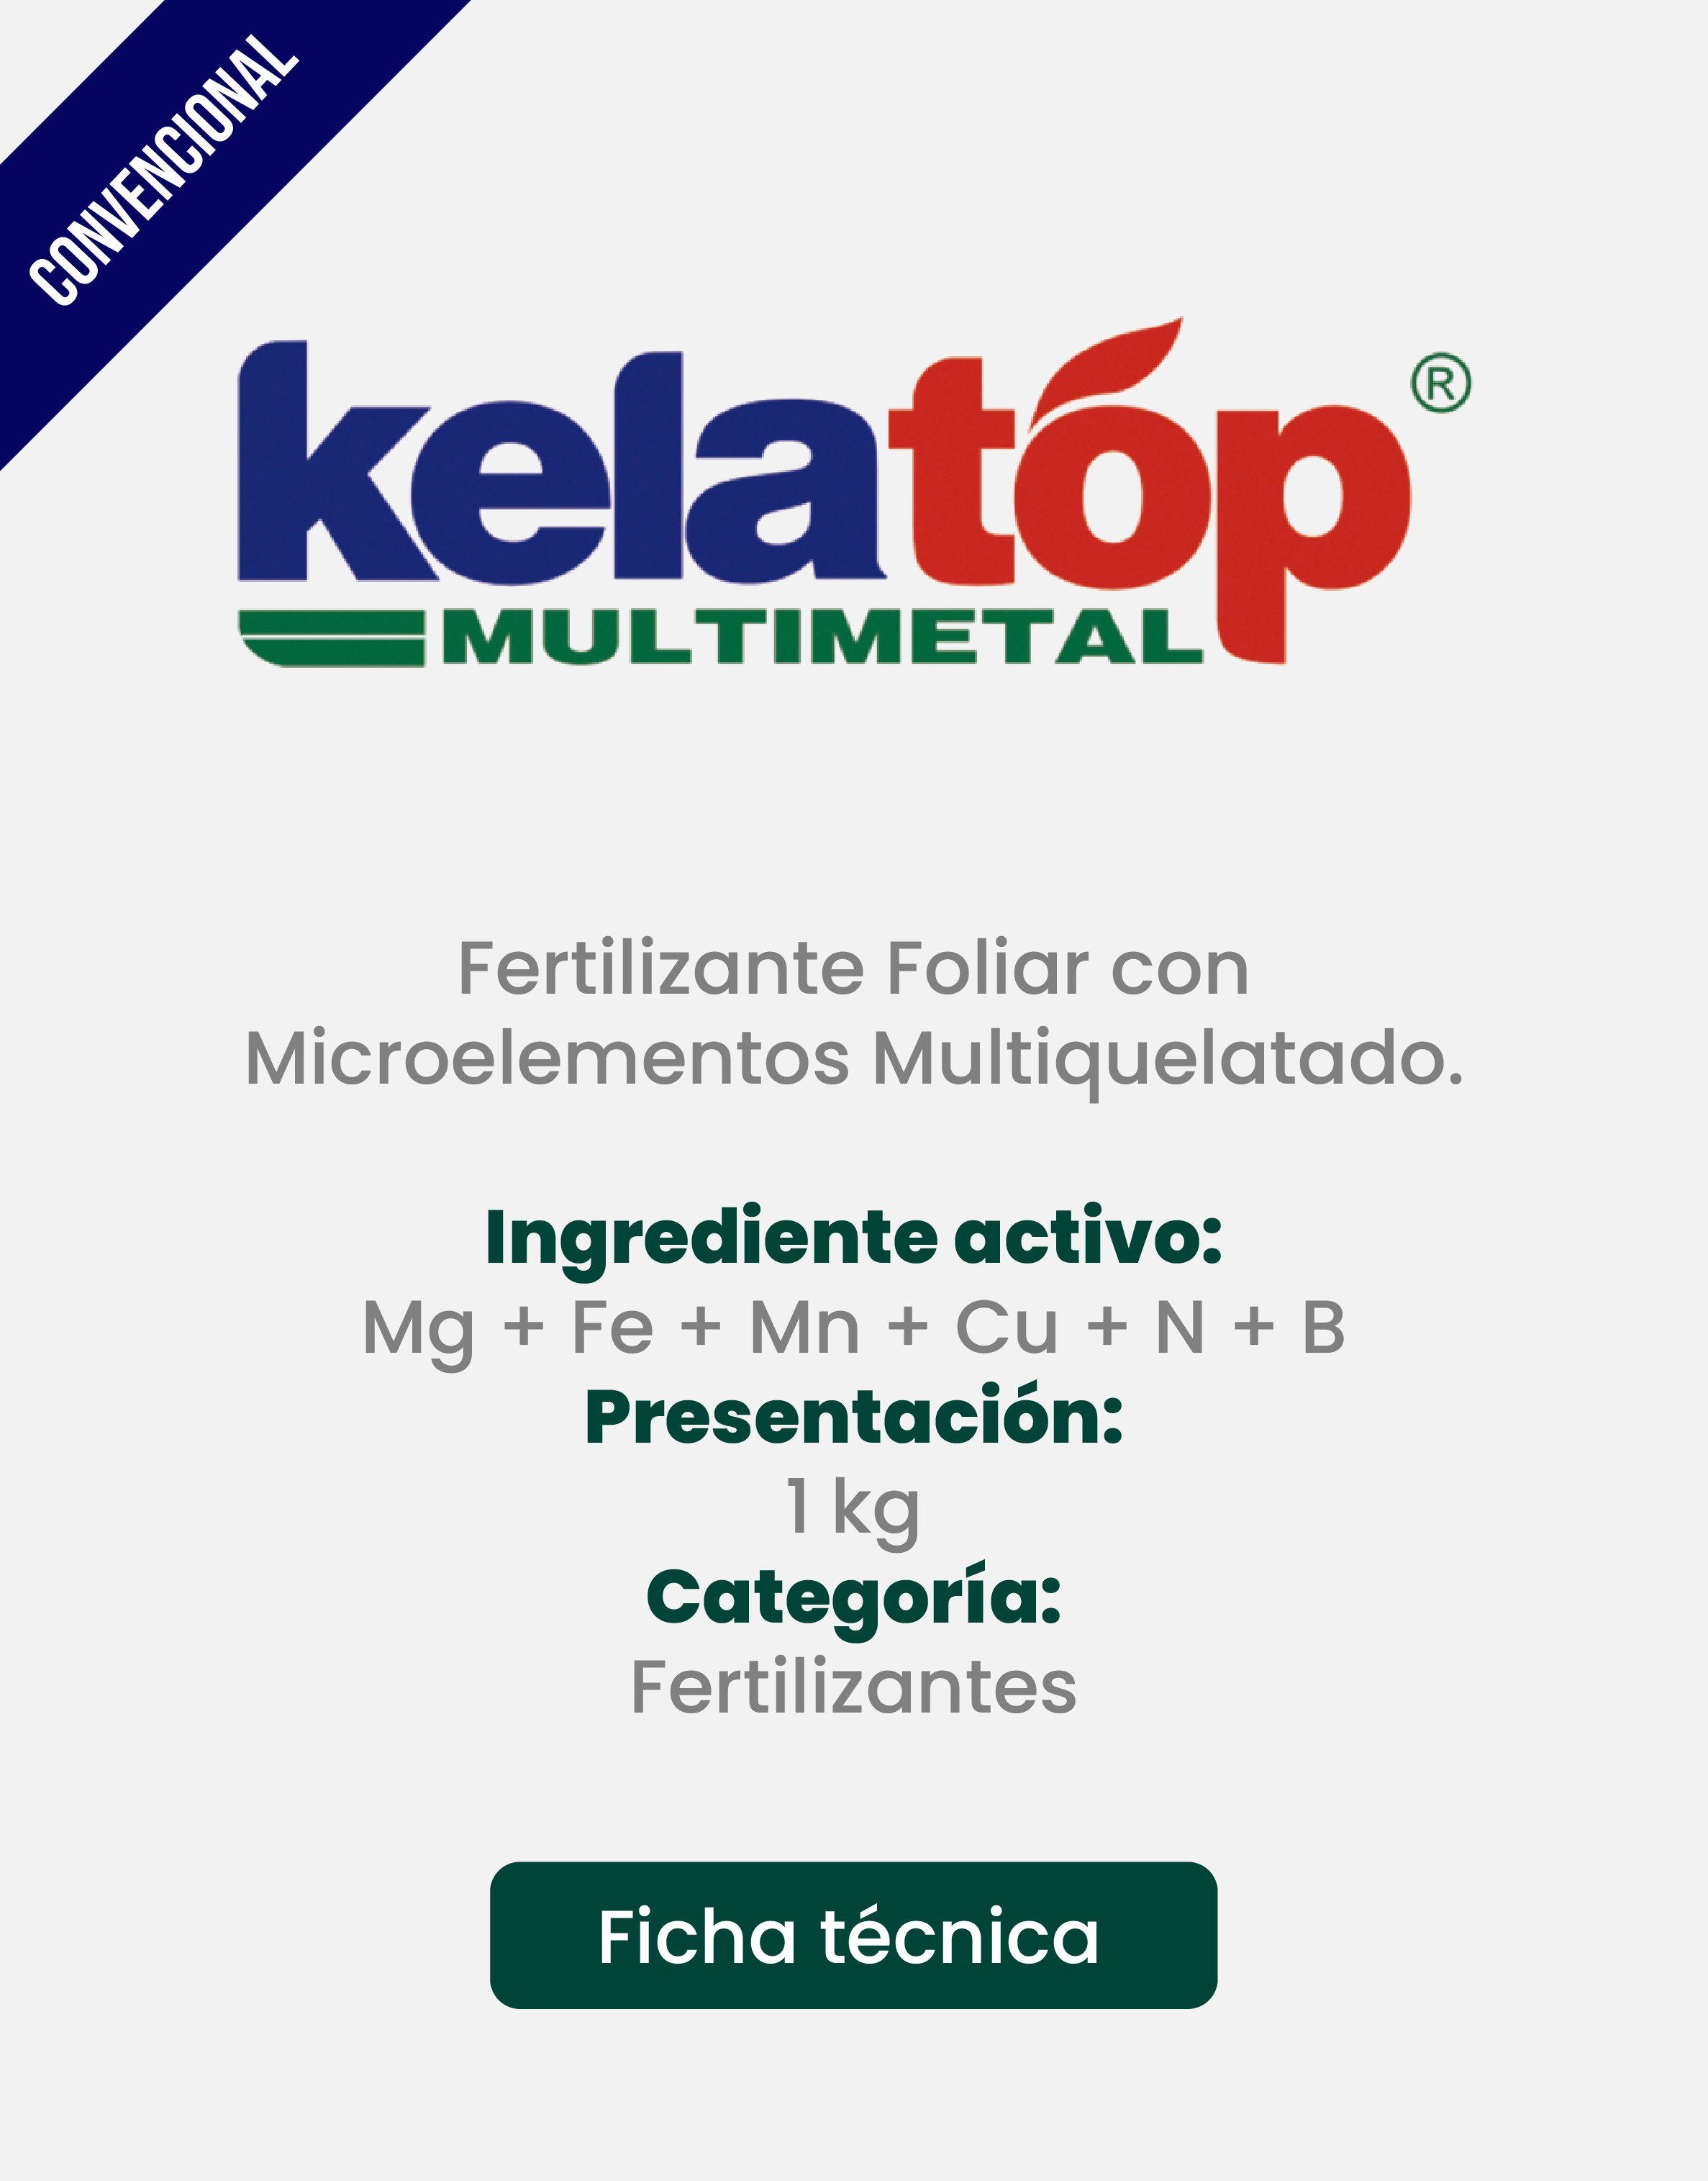 CONVENCIONAL
kelatop®
MULTIMETAL
Fertilizante Foliar con
Microelementos Multiquelatado.
Ingrediente activo:
Mg + Fe + Mn + Cu + N + B
Presentación:
1 kg
Categoría:
Fertilizantes
Ficha técnica